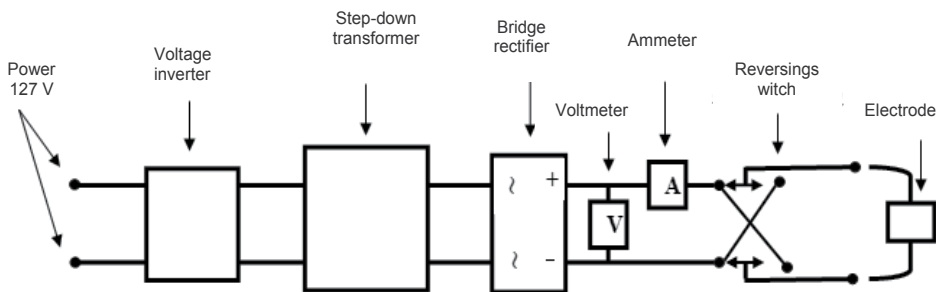 Power
127 V
Voltage
inverter
Step-down
transformer
Bridge
rectifier
Voltmeter
Ammeter
Reversings
witch
Electrode
~
+
A
V
~
−